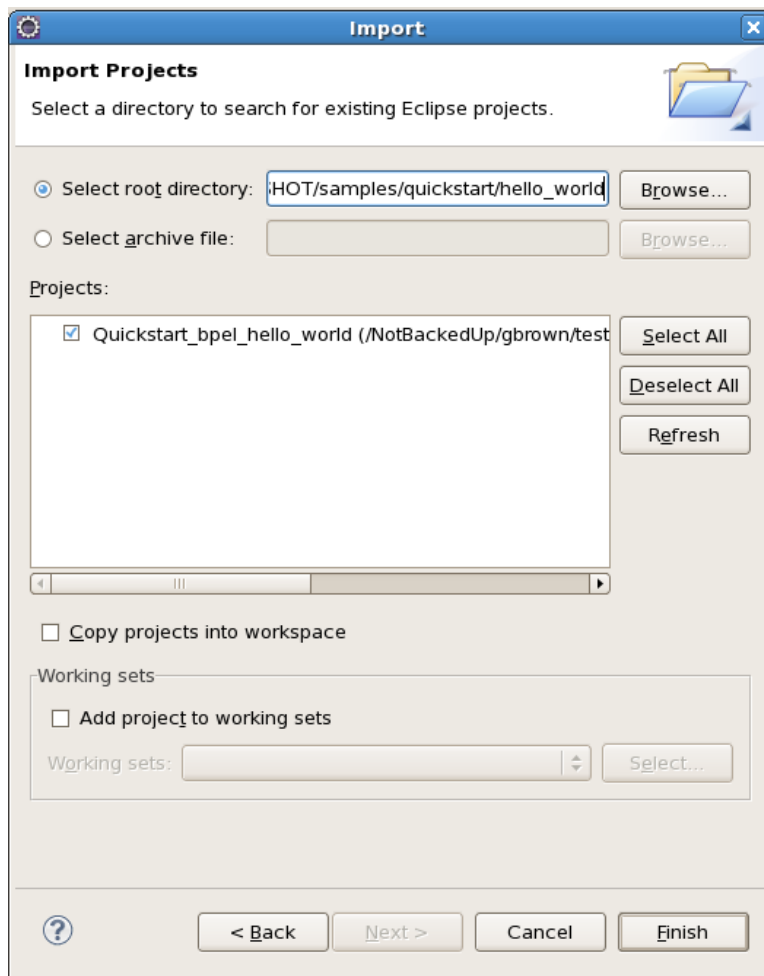 Import
Import Projects
Select a directory to search for existing Eclipse projects.
Select root directory: SHOT/samples/quickstart/hello_world Browse...
Select archive file: Browse...
Projects:
Quickstart_bpel_hello_world (/NotBackedUp/gbrown/test
Select All
Deselect All
Refresh
Copy projects into workspace
Working sets
Add project to working sets
Working sets: Select...
? < Back Next > Cancel Finish